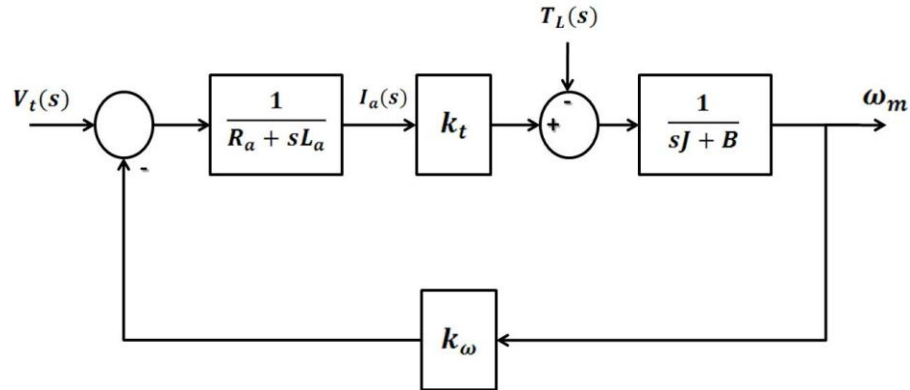 T_L(s)
V_t(s)
1
R_a + sL_a
I_a(s)
k_t
+
-
1
sJ + B
ω_m
-
k_ω